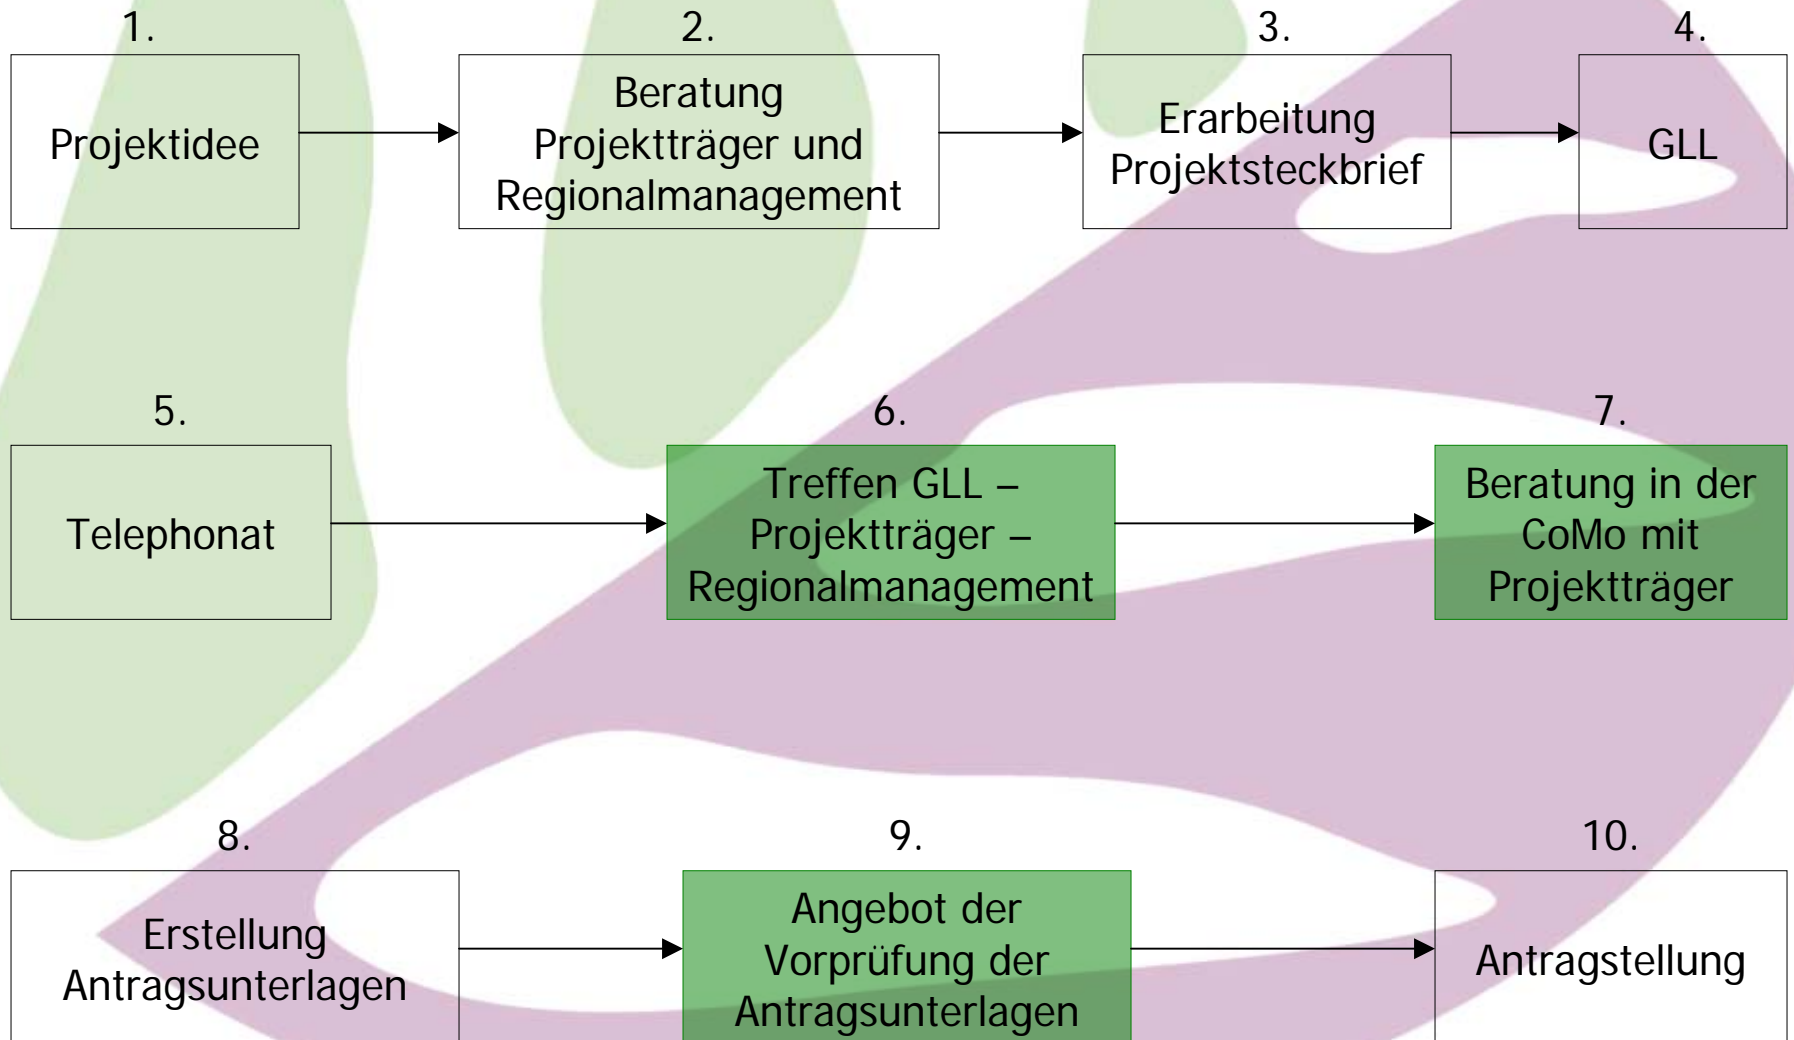 1.
Projektidee
2.
Beratung
Projektträger und
Regionalmanagement
3.
Erarbeitung
Projektsteckbrief
4.
GLL
5.
Telephonat
6.
Treffen GLL –
Projektträger –
Regionalmanagement
7.
Beratung in der
CoMo mit
Projektträger
8.
Erstellung
Antragsunterlagen
9.
Angebot der
Vorprüfung der
Antragsunterlagen
10.
Antragstellung